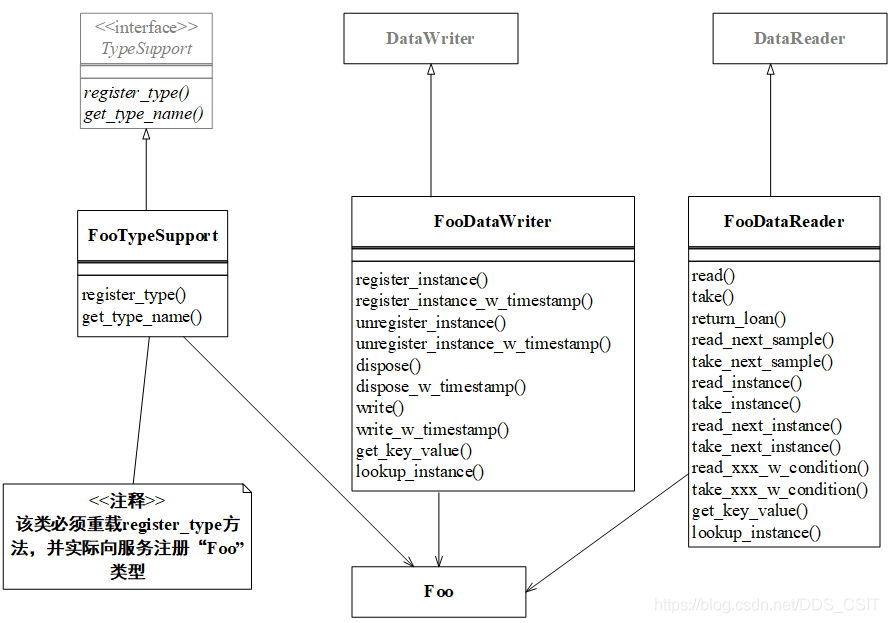 <<interface>>
TypeSupport
register_type()
get_type_name()
DataWriter
DataReader
FooTypeSupport
register_type()
get_type_name()
FooDataWriter
register_instance()
register_instance_w_timestamp()
unregister_instance()
unregister_instance_w_timestamp()
dispose()
dispose_w_timestamp()
write()
write_w_timestamp()
get_key_value()
lookup_instance()
FooDataReader
read()
take()
return_loan()
read_next_sample()
take_next_sample()
read_instance()
take_instance()
read_next_instance()
take_next_instance()
read_xxx_w_condition()
take_xxx_w_condition()
get_key_value()
lookup_instance()
<<注释>>
该类必须重载register_type方
法，并实际向服务注册“Foo”
类型
Foo
https://blog.csdn.net/DDS_CSIT